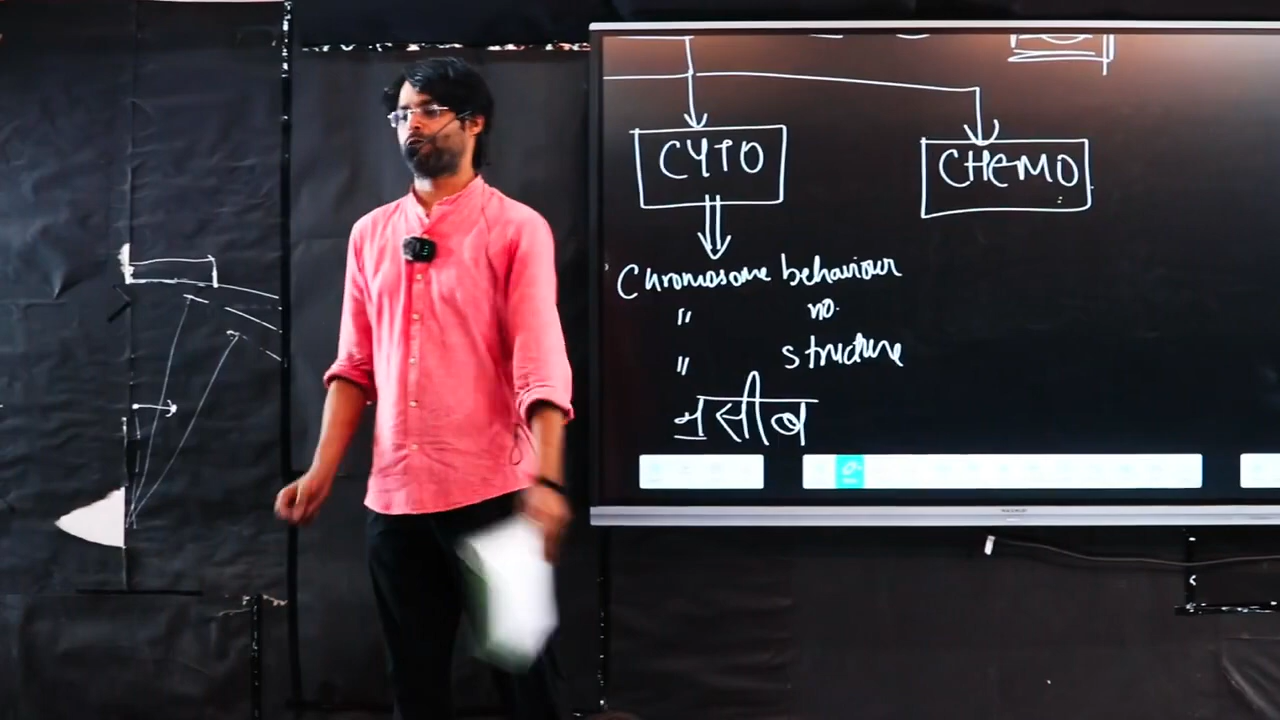 CYTO
CHEMO
Chromosome behaviour
" no.
" structure
नसीब